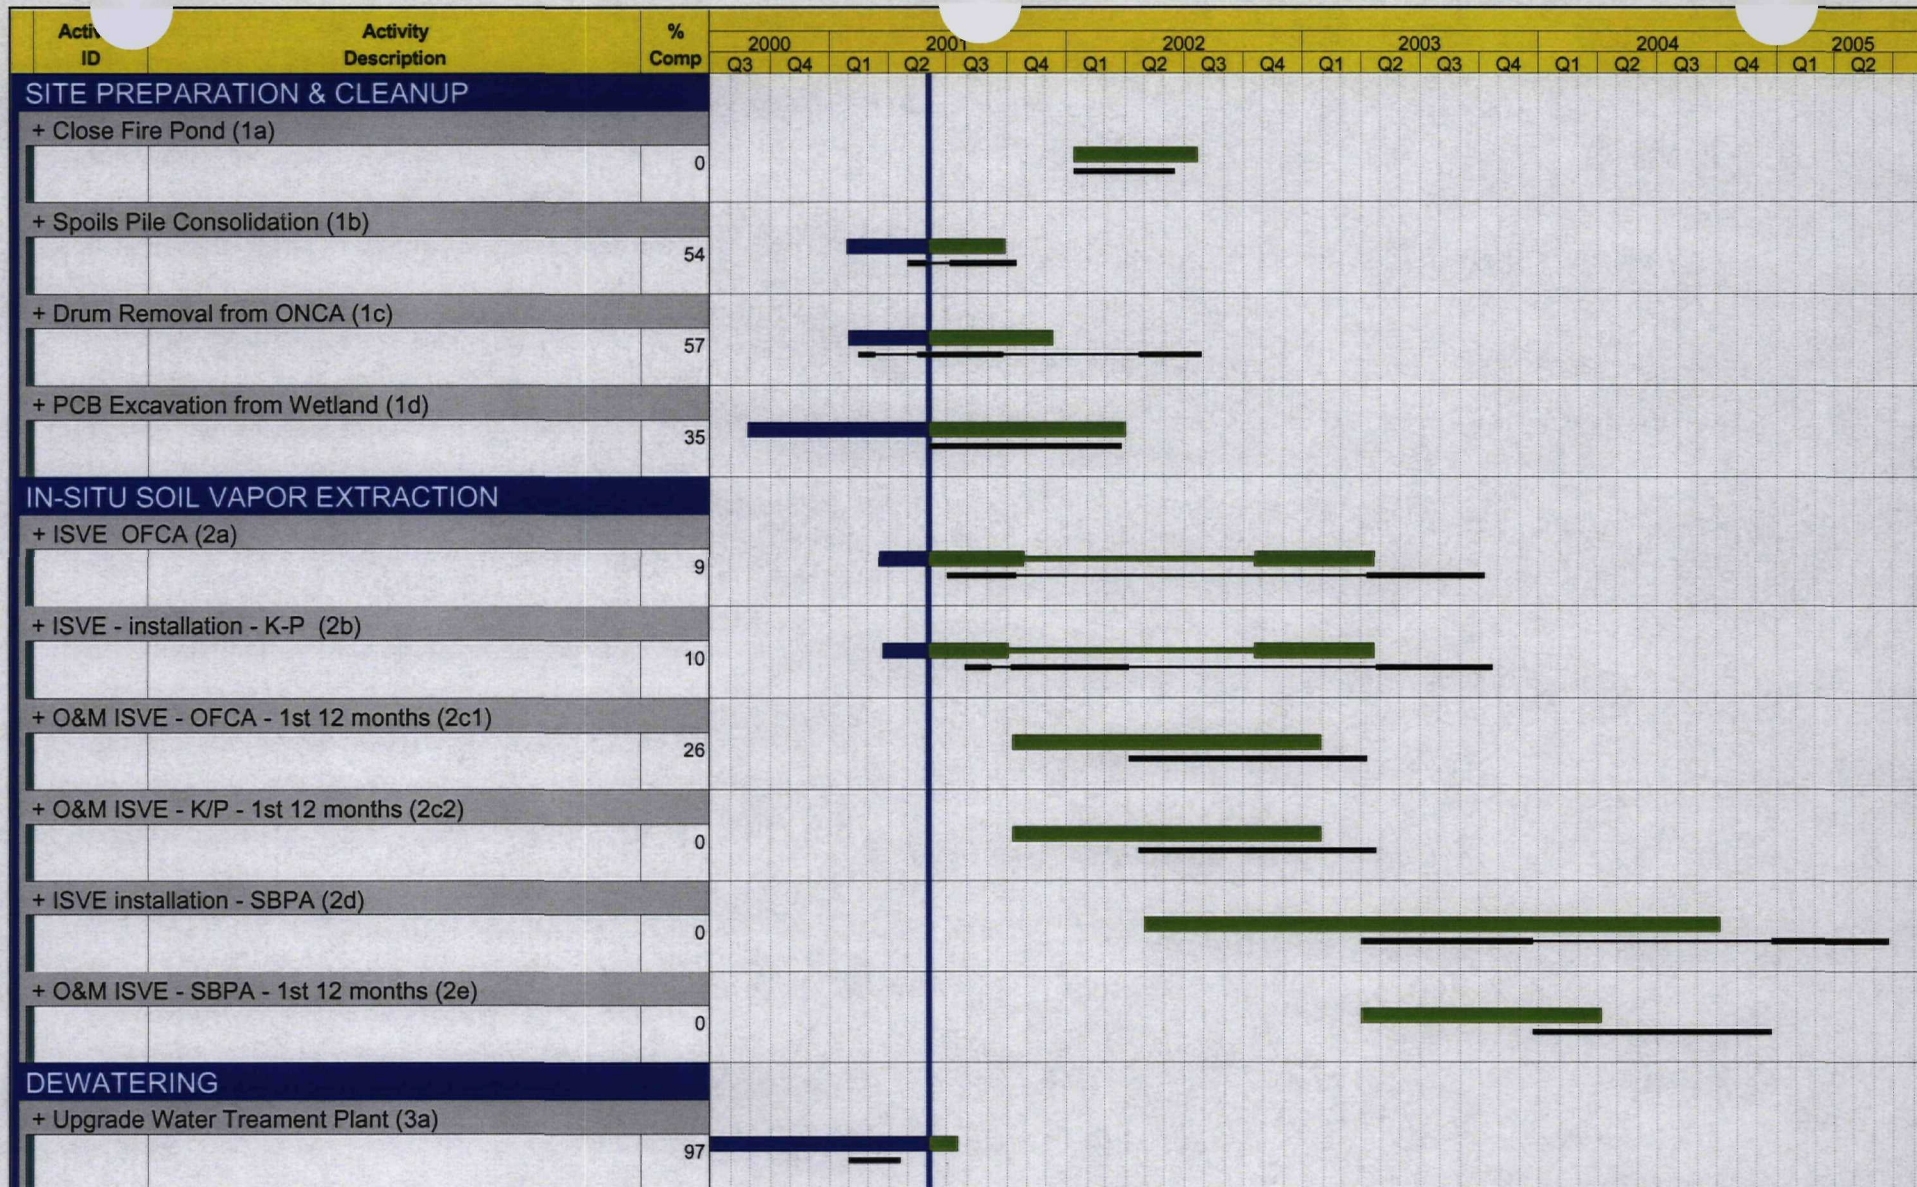 Activity Description % Comp
ID
2000 2001 2002 2003 2004 2005
Q3 Q4 Q1 Q2 Q3 Q4 Q1 Q2 Q3 Q4 Q1 Q2 Q3 Q4 Q1 Q2 Q3 Q4 Q1 Q2
SITE PREPARATION & CLEANUP
+ Close Fire Pond (1a)
0
+ Spoils Pile Consolidation (1b)
54
+ Drum Removal from ONCA (1c)
57
+ PCB Excavation from Wetland (1d)
35
IN-SITU SOIL VAPOR EXTRACTION
+ ISVE OFCA (2a)
9
+ ISVE - installation - K-P (2b)
10
+ O&M ISVE - OFCA - 1st 12 months (2c1)
26
+ O&M ISVE - K/P - 1st 12 months (2c2)
0
+ ISVE installation - SBPA (2d)
0
+ O&M ISVE - SBPA - 1st 12 months (2e)
0
DEWATERING
+ Upgrade Water Treament Plant (3a)
97